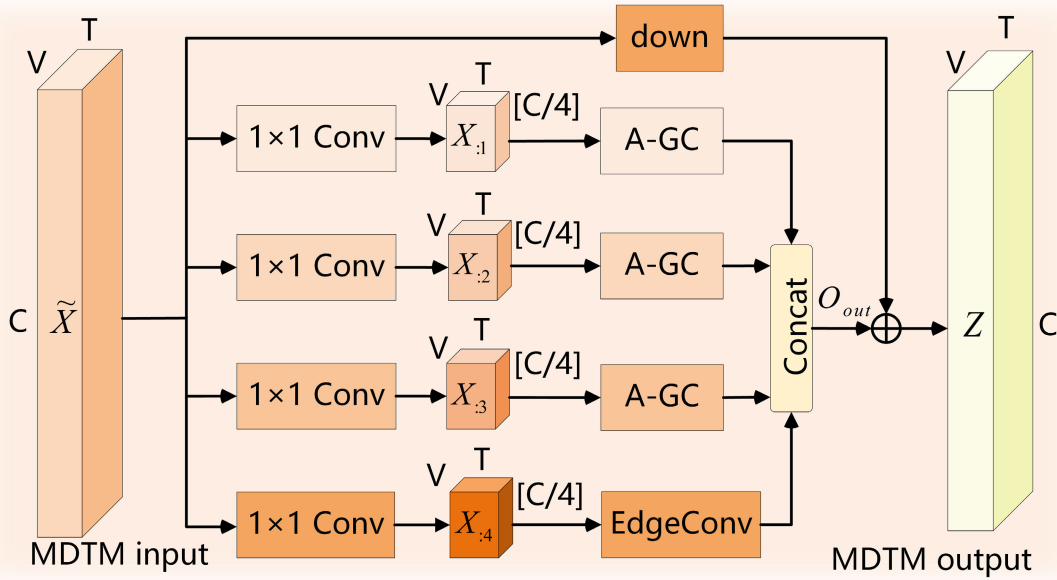 T
V
C
X̃
MDTM input
down
1×1 Conv
V
T
X:1
[C/4]
A-GC
1×1 Conv
V
T
X:2
[C/4]
A-GC
1×1 Conv
V
T
X:3
[C/4]
A-GC
1×1 Conv
V
T
X:4
[C/4]
EdgeConv
Concat
Oout
T
V
Z
C
MDTM output